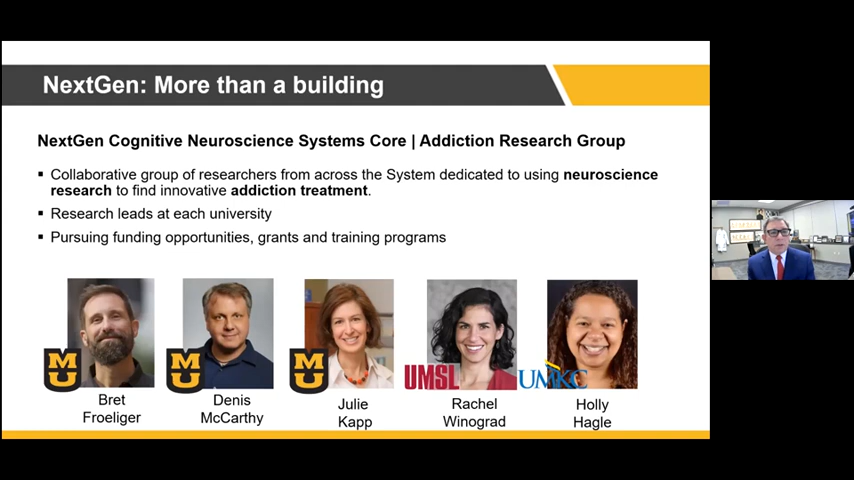 NextGen: More than a building
NextGen Cognitive Neuroscience Systems Core | Addiction Research Group
▪ Collaborative group of researchers from across the System dedicated to using neuroscience
research to find innovative addiction treatment.
▪ Research leads at each university
▪ Pursuing funding opportunities, grants and training programs
MU
MU
MU
UMSL
UMKC
Bret
Froeliger
Denis
McCarthy
Julie
Kapp
Rachel
Winograd
Holly
Hagle